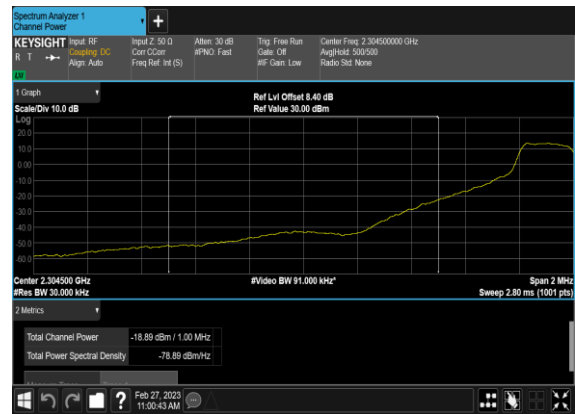 Spectrum Analyzer 1
Channel Power
KEYSIGHT Input: RF Input Z: 50 Ω Atten: 30 dB Trig: Free Run Center Freq: 2.304500000 GHz
R T Coupling: DC Corr CCorr #PNO: Fast Gate: Off Avg|Hold: 500/500
Align: Auto Freq Ref: Int (S) #IF Gain: Low Radio Std: None
1 Graph
Ref Lvl Offset 8.40 dB
Scale/Div 10.0 dB Ref Value 30.00 dBm
Log
20.0
10.0
0.00
-10.0
-20.0
-30.0
-40.0
-50.0
-60.0
Center 2.304500 GHz #Video BW 91.000 kHz* Span 2 MHz
#Res BW 30.000 kHz Sweep 2.80 ms (1001 pts)
2 Metrics
Total Channel Power -18.89 dBm / 1.00 MHz
Total Power Spectral Density -78.89 dBm/Hz
?
Feb 27, 2023
11:00:43 AM